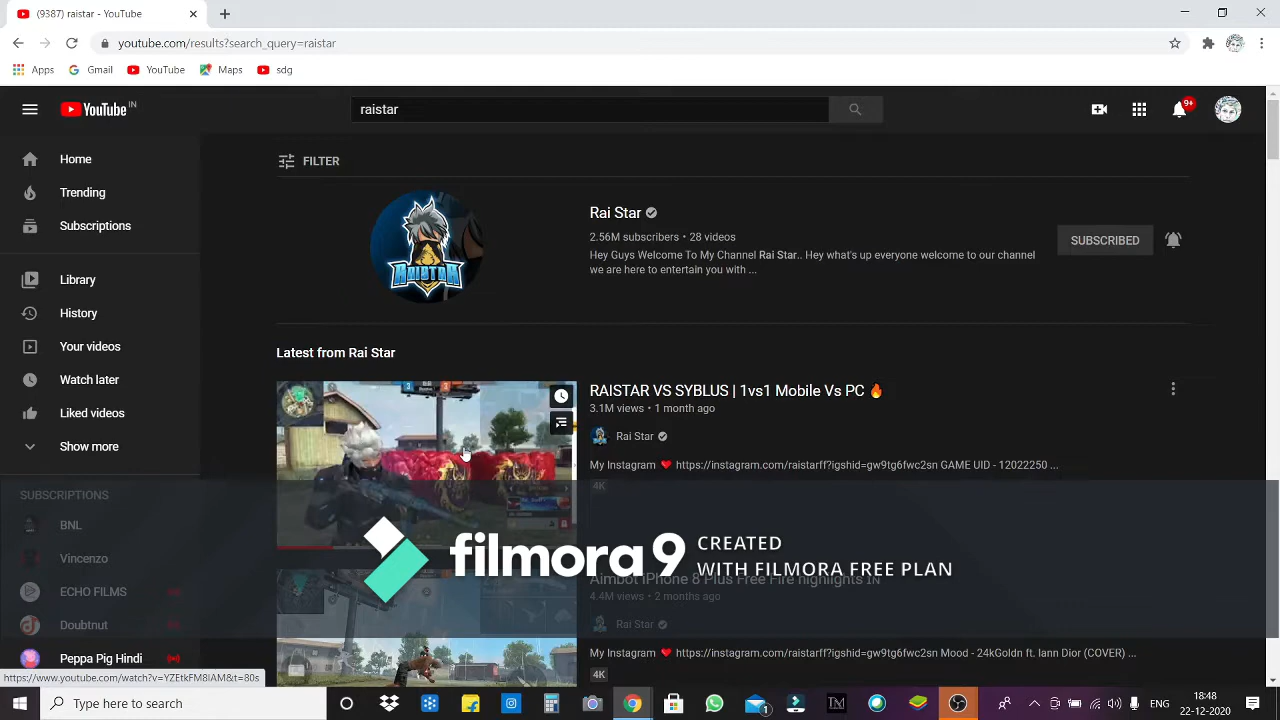 (9387) raistar - YouTube
youtube.com/results?search_query=raistar
Apps Gmail YouTube Maps sdg
YouTube IN
raistar
9+
Home
Trending
Subscriptions
Library
History
Your videos
Watch later
Liked videos
Show more
SUBSCRIPTIONS
BNL
Vincenzo
ECHO FILMS
Doubtnut
Peppa Pig Hindi
FILTER
RAISTAR
Rai Star
2.56M subscribers • 28 videos
Hey Guys Welcome To My Channel Rai Star.. Hey what's up everyone welcome to our channel
we are here to entertain you with ...
SUBSCRIBED
Latest from Rai Star
RAISTAR VS SYBLUS | 1vs1 Mobile Vs PC 🔥
3.1M views • 1 month ago
Rai Star
My Instagram ❤ https://instagram.com/raistarff?igshid=gw9tg6fwc2sn GAME UID - 12022250 ...
4K
filmora9 CREATED
WITH FILMORA FREE PLAN
Aimbot iPhone 8 Plus Free Fire highlights IN
4.4M views • 2 months ago
Rai Star
My Instagram ❤ https://instagram.com/raistarff?igshid=gw9tg6fwc2sn Mood - 24kGoldn ft. Iann Dior (COVER) ...
4K
https://www.youtube.com/watch?v=YZEtkFM8IAM&t=80s
Type here to search
1
ENG
18:48
22-12-2020